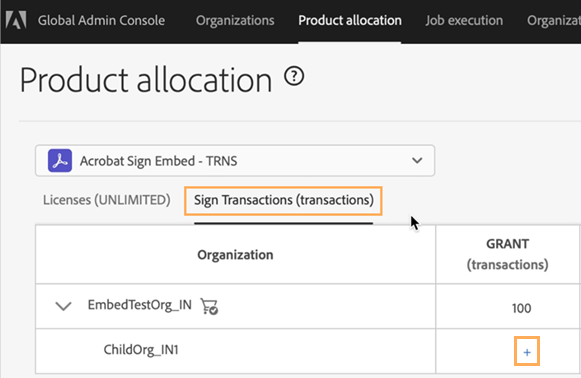 Global Admin Console Organizations Product allocation Job execution Organiza
Product allocation ?
Acrobat Sign Embed - TRNS
Licenses (UNLIMITED) Sign Transactions (transactions)
Organization GRANT
(transactions)
EmbedTestOrg_IN 100
ChildOrg_IN1 +